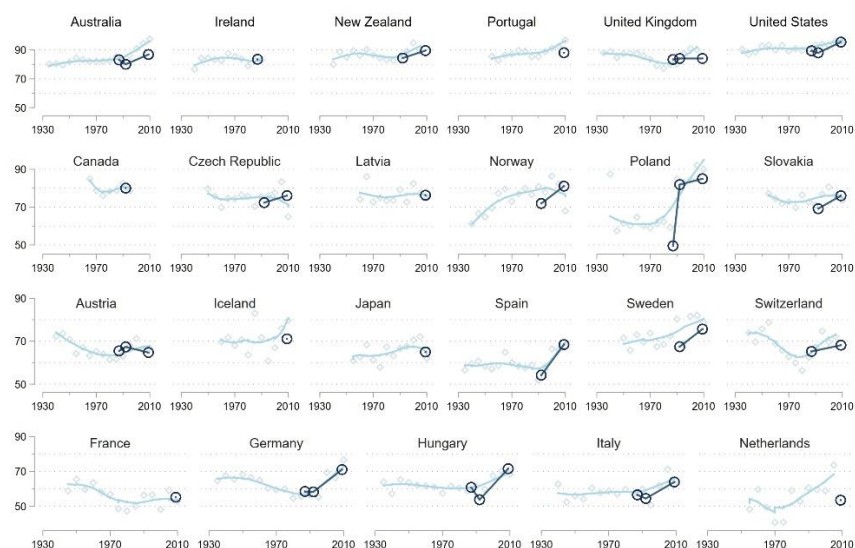 Australia Ireland New Zealand Portugal United Kingdom United States
90
70
50
1930 1970 2010 1930 1970 2010 1930 1970 2010 1930 1970 2010 1930 1970 2010 1930 1970 2010
Canada Czech Republic Latvia Norway Poland Slovakia
90
70
50
1930 1970 2010 1930 1970 2010 1930 1970 2010 1930 1970 2010 1930 1970 2010 1930 1970 2010
Austria Iceland Japan Spain Sweden Switzerland
90
70
50
1930 1970 2010 1930 1970 2010 1930 1970 2010 1930 1970 2010 1930 1970 2010 1930 1970 2010
France Germany Hungary Italy Netherlands
70
50
1930 1970 2010 1930 1970 2010 1930 1970 2010 1930 1970 2010 1930 1970 2010